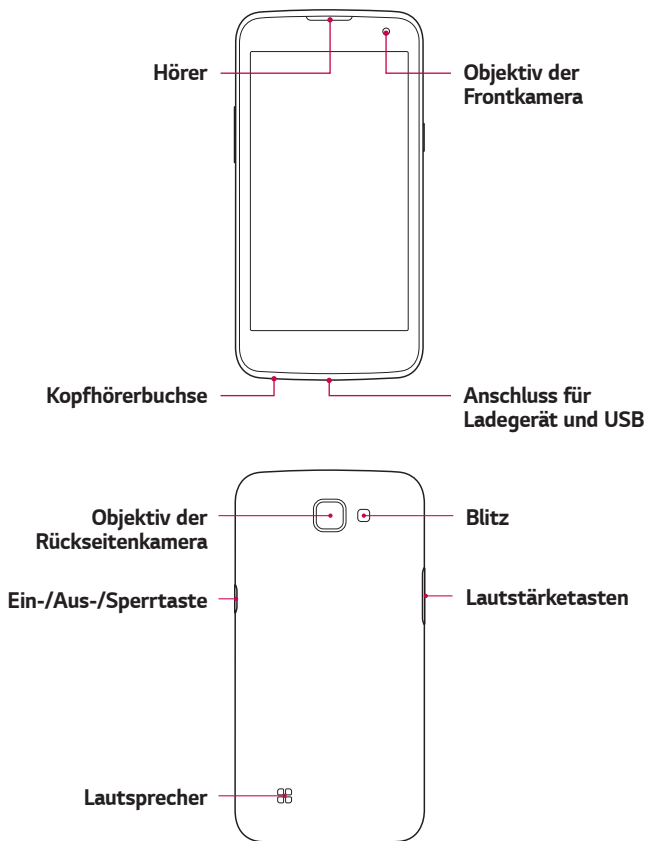 Hörer
Objektiv der
Frontkamera
Kopfhörerbuchse
Anschluss für
Ladegerät und USB
Objektiv der
Rückseitenkamera
Blitz
Ein-/Aus-/Sperrtaste
Lautstärketasten
Lautsprecher